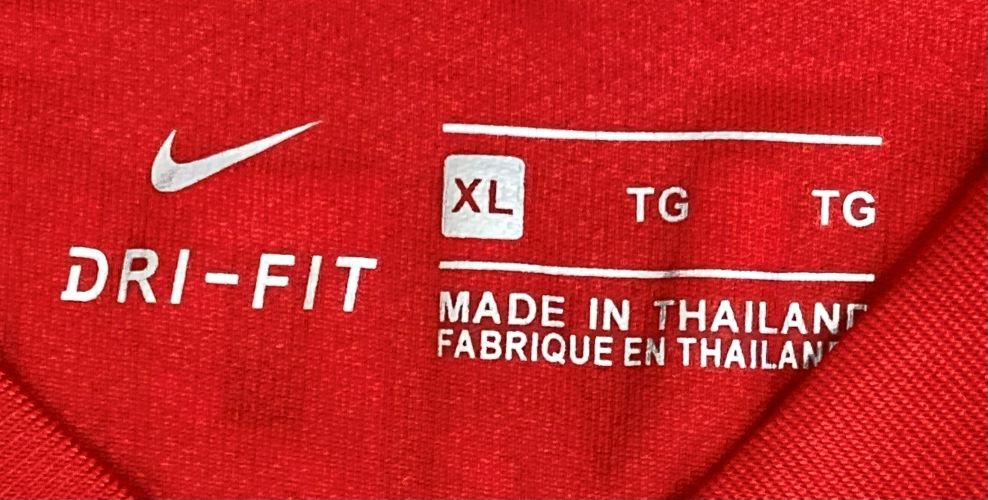 XL TG TG
DRI-FIT
MADE IN THAILAND
FABRIQUE EN THAILAN